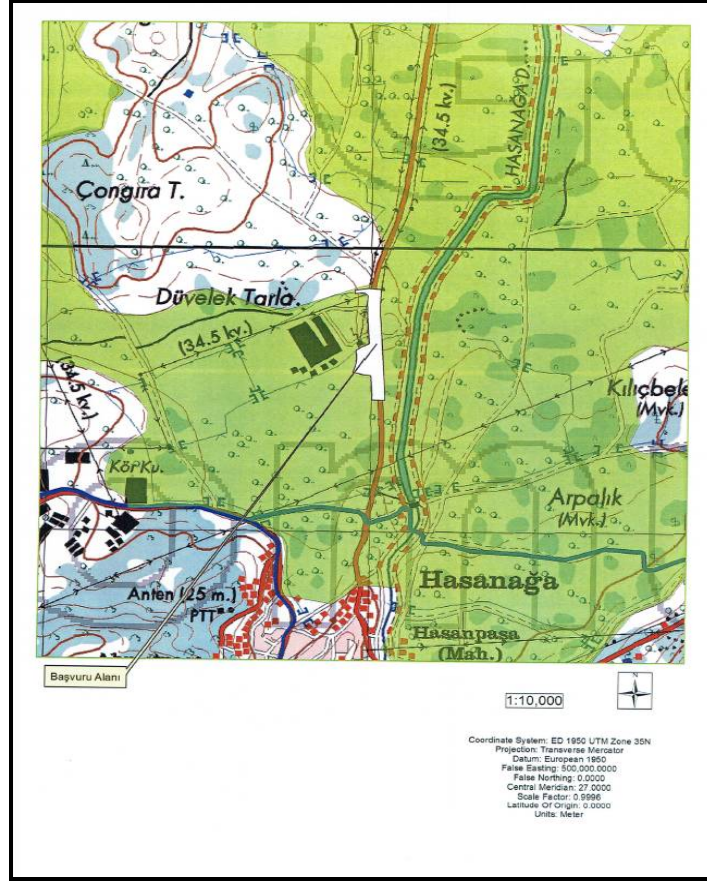 (34.5 kv.)
HASANAĞA D.
Çongıra T.
Düvelek Tarla.
(34.5 kv.)
(34.5 kv.)
Kılıçbele
(Mvk.)
Kör Ku.
Arpalık
(Mvk.)
Hasanağa
Anten (25 m.)
PTT
Hasanpaşa
(Mah.)
Başvuru Alanı
N
1:10,000
Coordinate System: ED 1950 UTM Zone 35N
Projection: Transverse Mercator
Datum: European 1950
False Easting: 500,000.0000
False Northing: 0.0000
Central Meridian: 27.0000
Scale Factor: 0.9996
Latitude Of Origin: 0.0000
Units: Meter